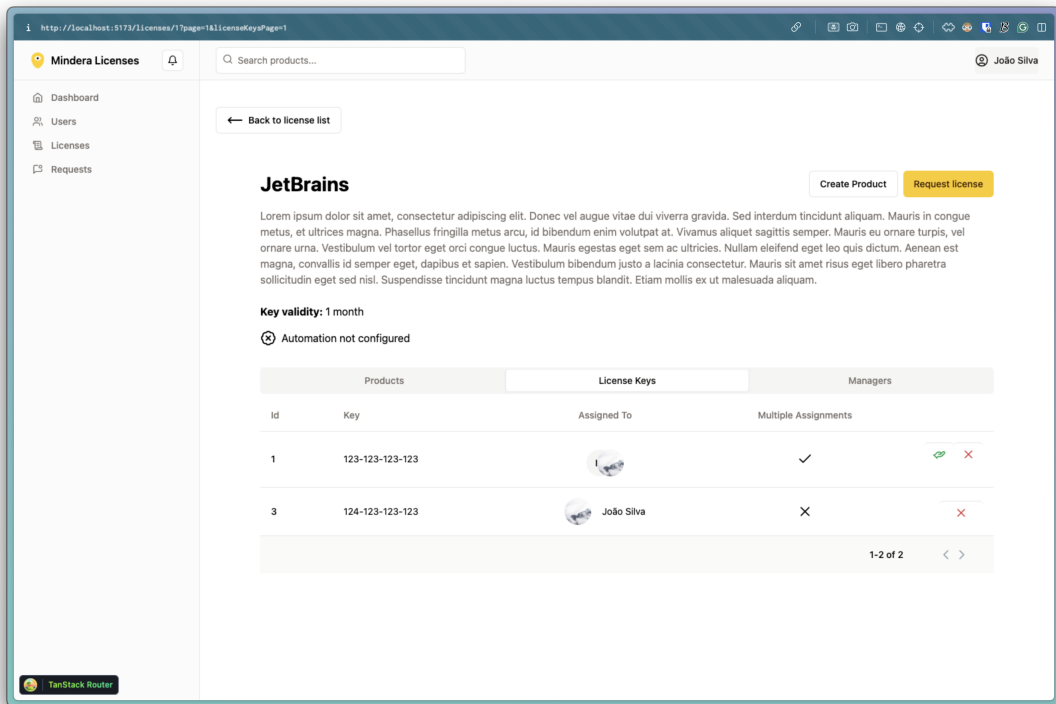 i http://localhost:5173/licenses/1?page=1&licenseKeysPage=1
Mindera Licenses
Search products...
João Silva
Dashboard
Users
Licenses
Requests
Back to license list
JetBrains
Create Product
Request license
Lorem ipsum dolor sit amet, consectetur adipiscing elit. Donec vel augue vitae dui viverra gravida. Sed interdum tincidunt aliquam. Mauris in congue
metus, et ultrices magna. Phasellus fringilla metus arcu, id bibendum enim volutpat at. Vivamus aliquet sagittis semper. Mauris eu ornare turpis, vel
ornare urna. Vestibulum vel tortor eget orci congue luctus. Mauris egestas eget sem ac ultricies. Nullam eleifend eget leo quis dictum. Aenean est
magna, convallis id semper eget, dapibus et sapien. Vestibulum bibendum justo a lacinia consectetur. Mauris sit amet risus eget libero pharetra
sollicitudin eget sed nisl. Suspendisse tincidunt magna luctus tempus blandit. Etiam mollis ex ut malesuada aliquam.
Key validity: 1 month
Automation not configured
Products License Keys Managers
Id Key Assigned To Multiple Assignments
1 123-123-123-123
3 124-123-123-123 João Silva
1-2 of 2
TanStack Router